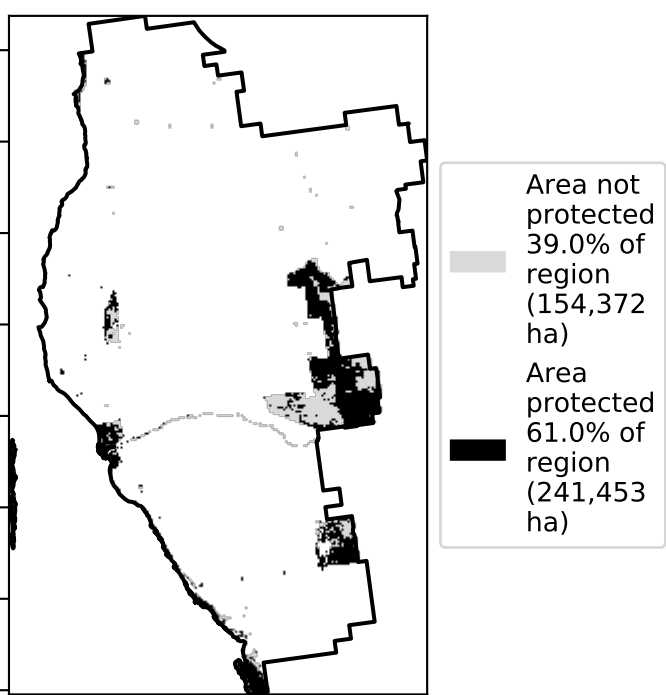 Area not
protected
39.0% of
region
(154,372
ha)
Area
protected
61.0% of
region
(241,453
ha)